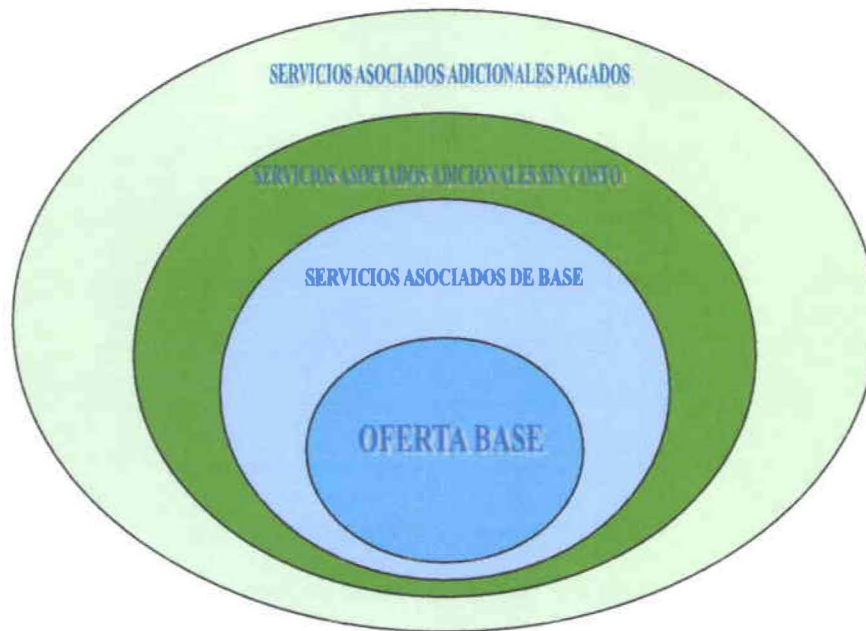 SERVICIOS ASOCIADOS ADICIONALES PAGADOS
SERVICIOS ASOCIADOS ADICIONALES SIN COSTO
SERVICIOS ASOCIADOS DE BASE
OFERTA BASE